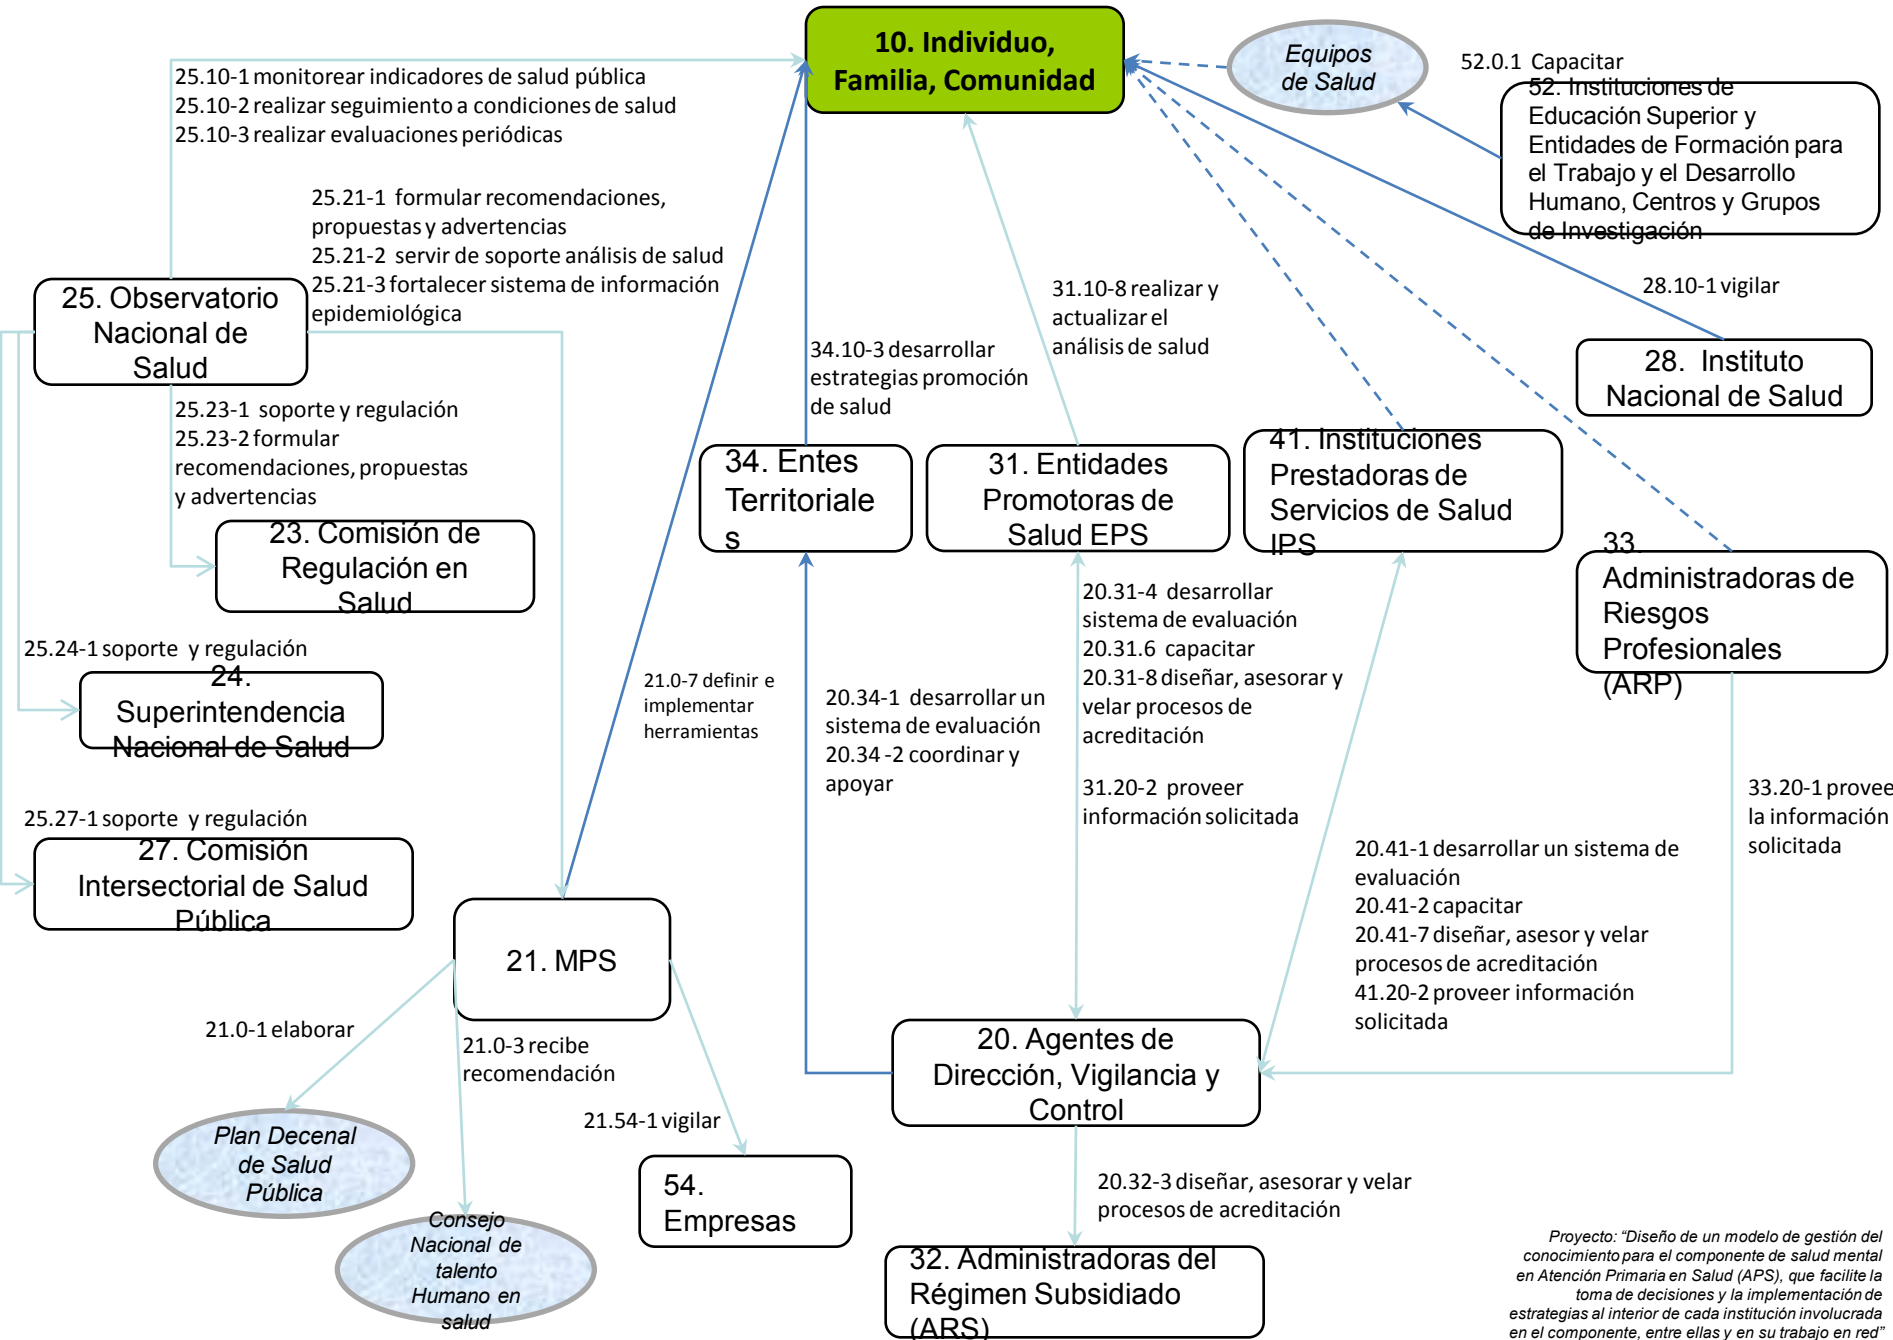 10. Individuo,
Familia, Comunidad
Equipos
de Salud
52.0.1 Capacitar
52. Instituciones de
Educación Superior y
Entidades de Formación para
el Trabajo y el Desarrollo
Humano, Centros y Grupos
de Investigación
25.10-1 monitorear indicadores de salud pública
25.10-2 realizar seguimiento a condiciones de salud
25.10-3 realizar evaluaciones periódicas
25.21-1 formular recomendaciones,
propuestas y advertencias
25.21-2 servir de soporte análisis de salud
25.21-3 fortalecer sistema de información
epidemiológica
25. Observatorio
Nacional de
Salud
31.10-8 realizar y
actualizar el
análisis de salud
28.10-1 vigilar
28. Instituto
Nacional de Salud
34.10-3 desarrollar
estrategias promoción
de salud
25.23-1 soporte y regulación
25.23-2 formular
recomendaciones, propuestas
y advertencias
34. Entes
Territoriale
s
31. Entidades
Promotoras de
Salud EPS
41. Instituciones
Prestadoras de
Servicios de Salud
IPS
23. Comisión de
Regulación en
Salud
33.
Administradoras de
Riesgos
Profesionales
(ARP)
25.24-1 soporte y regulación
24.
Superintendencia
Nacional de Salud
21.0-7 definir e
implementar
herramientas
20.34-1 desarrollar un
sistema de evaluación
20.34 -2 coordinar y
apoyar
20.31-4 desarrollar
sistema de evaluación
20.31.6 capacitar
20.31-8 diseñar, asesorar y
velar procesos de
acreditación
31.20-2 proveer
información solicitada
33.20-1 provee
la información
solicitada
25.27-1 soporte y regulación
27. Comisión
Intersectorial de Salud
Pública
20.41-1 desarrollar un sistema de
evaluación
20.41-2 capacitar
20.41-7 diseñar, asesor y velar
procesos de acreditación
41.20-2 proveer información
solicitada
21. MPS
21.0-1 elaborar
21.0-3 recibe
recomendación
21.54-1 vigilar
20. Agentes de
Dirección, Vigilancia y
Control
Plan Decenal
de Salud
Pública
Consejo
Nacional de
talento
Humano en
salud
54.
Empresas
20.32-3 diseñar, asesorar y velar
procesos de acreditación
32. Administradoras del
Régimen Subsidiado
(ARS)
Proyecto: “Diseño de un modelo de gestión del
conocimiento para el componente de salud mental
en Atención Primaria en Salud (APS), que facilite la
toma de decisiones y la implementación de
estrategias al interior de cada institución involucrada
en el componente, entre ellas y en su trabajo en red”